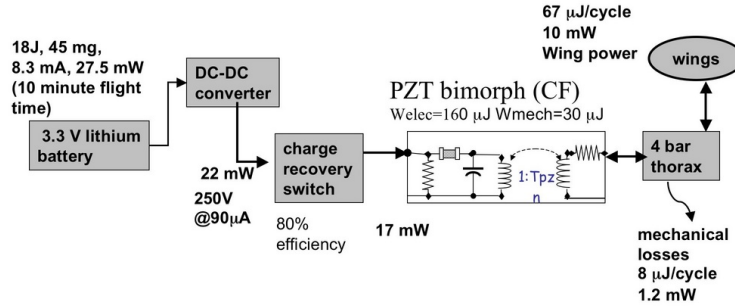 18J, 45 mg,
8.3 mA, 27.5 mW
(10 minute flight
time)
3.3 V lithium
battery
DC-DC
converter
22 mW
250V
@90µA
charge
recovery
switch
80%
efficiency
17 mW
PZT bimorph (CF)
Welec=160 µJ Wmech=30 µJ
1:Tpz
n
67 µJ/cycle
10 mW
Wing power
wings
4 bar
thorax
mechanical
losses
8 µJ/cycle
1.2 mW